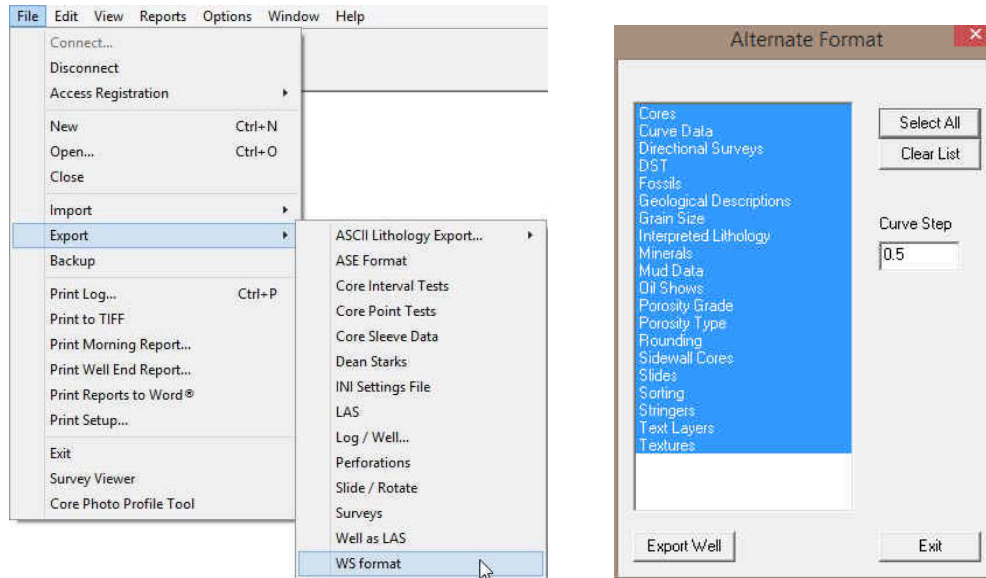 File Edit View Reports Options Window Help
Connect...
Disconnect
Access Registration
New Ctrl+N
Open... Ctrl+O
Close
Import
Export
Backup
Print Log... Ctrl+P
Print to TIFF
Print Morning Report...
Print Well End Report...
Print Reports to Word®
Print Setup...
Exit
Survey Viewer
Core Photo Profile Tool
ASCII Lithology Export...
ASE Format
Core Interval Tests
Core Point Tests
Core Sleeve Data
Dean Starks
INI Settings File
LAS
Log / Well...
Perforations
Slide / Rotate
Surveys
Well as LAS
WS format
Alternate Format
Cores
Curve Data
Directional Surveys
DST
Fossils
Geological Descriptions
Grain Size
Interpreted Lithology
Minerals
Mud Data
Oil Shows
Porosity Grade
Porosity Type
Rounding
Sidewall Cores
Slides
Sorting
Stringers
Text Layers
Textures
Select All
Clear List
Curve Step
0.5
Export Well
Exit